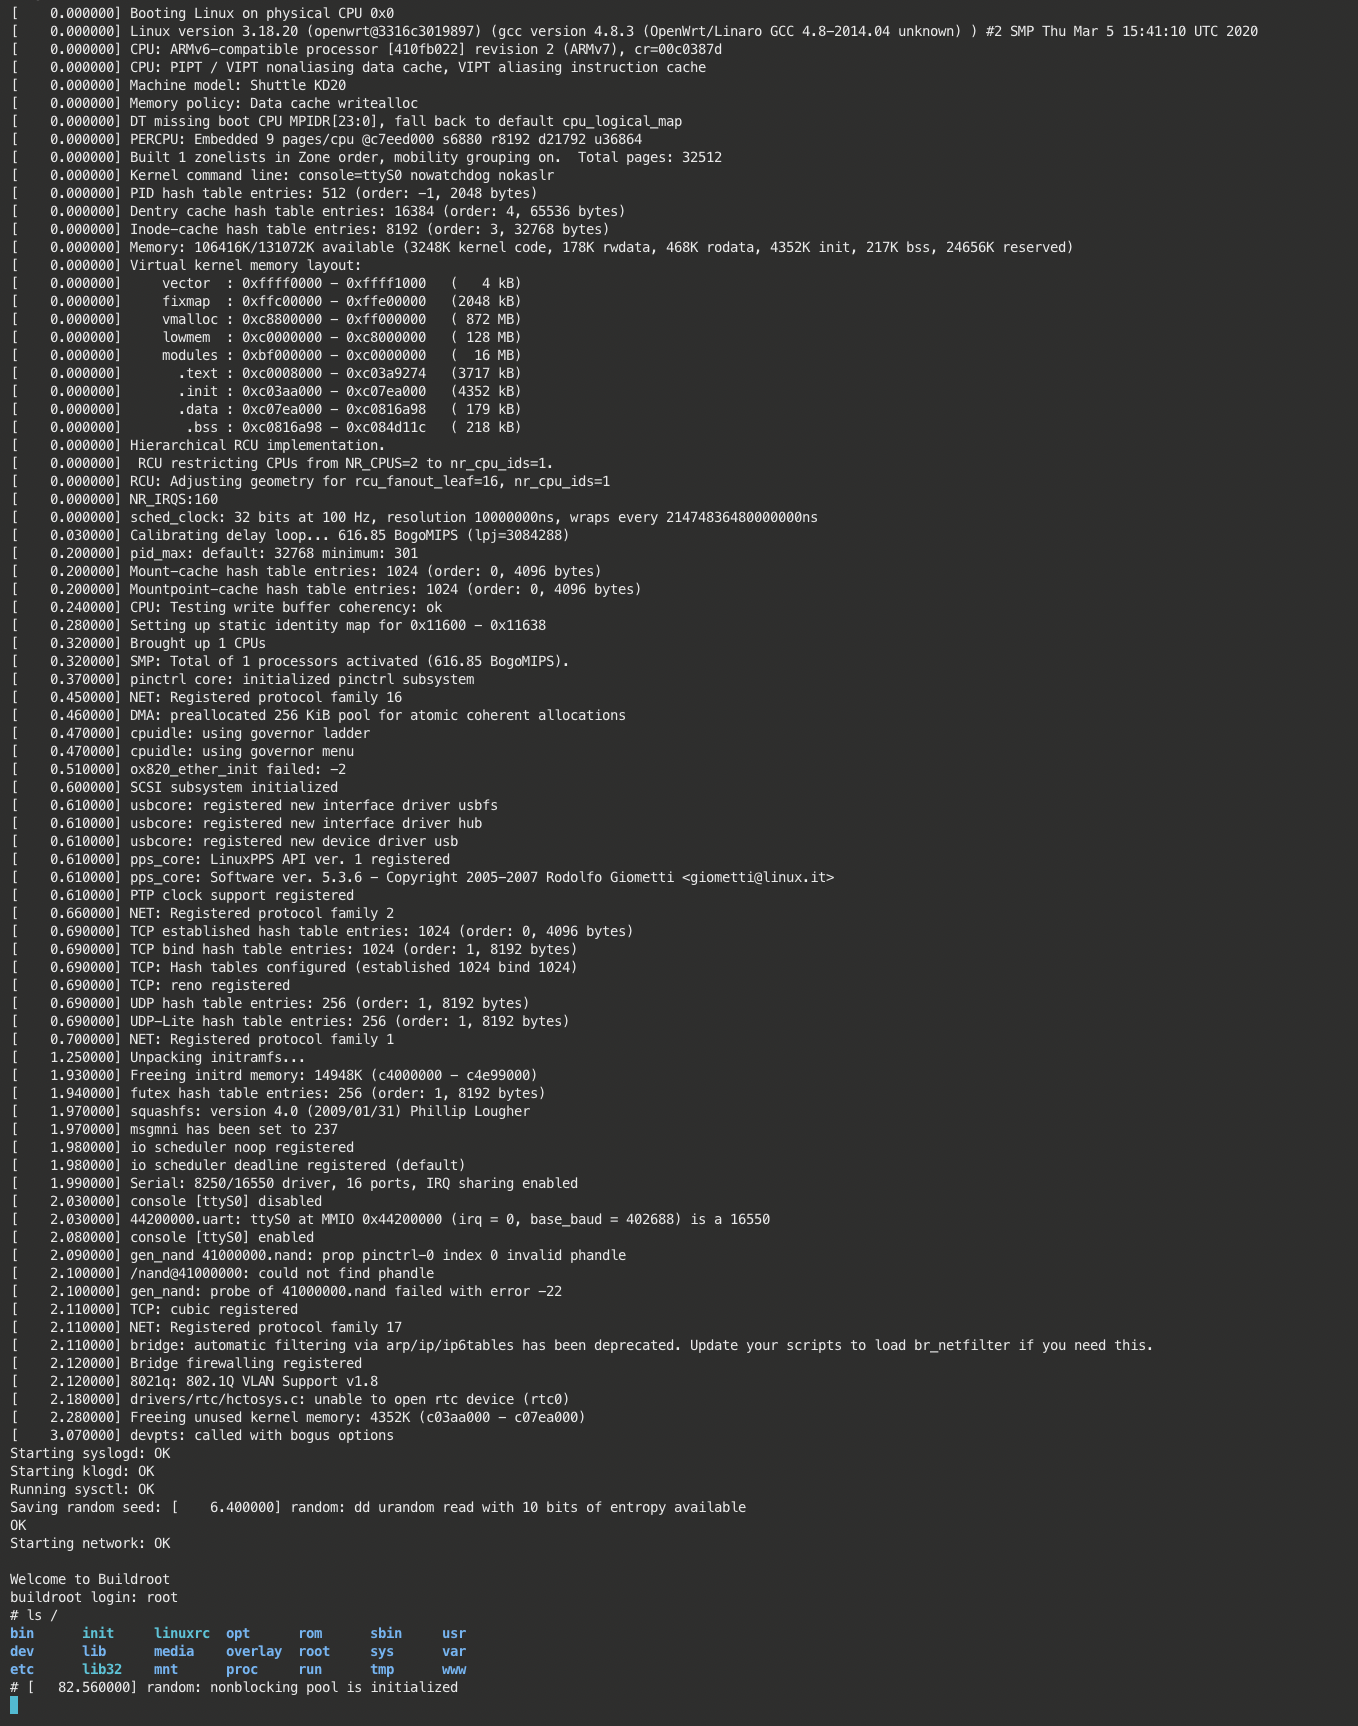 [    0.000000] Booting Linux on physical CPU 0x0
[    0.000000] Linux version 3.18.20 (openwrt@3316c3019897) (gcc version 4.8.3 (OpenWrt/Linaro GCC 4.8-2014.04 unknown) ) #2 SMP Thu Mar 5 15:41:10 UTC 2020
[    0.000000] CPU: ARMv6-compatible processor [410fb022] revision 2 (ARMv7), cr=00c0387d
[    0.000000] CPU: PIPT / VIPT nonaliasing data cache, VIPT aliasing instruction cache
[    0.000000] Machine model: Shuttle KD20
[    0.000000] Memory policy: Data cache writealloc
[    0.000000] DT missing boot CPU MPIDR[23:0], fall back to default cpu_logical_map
[    0.000000] PERCPU: Embedded 9 pages/cpu @c7eed000 s6880 r8192 d21792 u36864
[    0.000000] Built 1 zonelists in Zone order, mobility grouping on.  Total pages: 32512
[    0.000000] Kernel command line: console=ttyS0 nowatchdog nokaslr
[    0.000000] PID hash table entries: 512 (order: -1, 2048 bytes)
[    0.000000] Dentry cache hash table entries: 16384 (order: 4, 65536 bytes)
[    0.000000] Inode-cache hash table entries: 8192 (order: 3, 32768 bytes)
[    0.000000] Memory: 106416K/131072K available (3248K kernel code, 178K rwdata, 468K rodata, 4352K init, 217K bss, 24656K reserved)
[    0.000000] Virtual kernel memory layout:
[    0.000000]     vector  : 0xffff0000 - 0xffff1000   (   4 kB)
[    0.000000]     fixmap  : 0xffc00000 - 0xffe00000   (2048 kB)
[    0.000000]     vmalloc : 0xc8800000 - 0xff000000   ( 872 MB)
[    0.000000]     lowmem  : 0xc0000000 - 0xc8000000   ( 128 MB)
[    0.000000]     modules : 0xbf000000 - 0xc0000000   (  16 MB)
[    0.000000]       .text : 0xc0008000 - 0xc03a9274   (3717 kB)
[    0.000000]       .init : 0xc03aa000 - 0xc07ea000   (4352 kB)
[    0.000000]       .data : 0xc07ea000 - 0xc0816a98   ( 179 kB)
[    0.000000]        .bss : 0xc0816a98 - 0xc084d11c   ( 218 kB)
[    0.000000] Hierarchical RCU implementation.
[    0.000000]  RCU restricting CPUs from NR_CPUS=2 to nr_cpu_ids=1.
[    0.000000] RCU: Adjusting geometry for rcu_fanout_leaf=16, nr_cpu_ids=1
[    0.000000] NR_IRQS:160
[    0.000000] sched_clock: 32 bits at 100 Hz, resolution 10000000ns, wraps every 21474836480000000ns
[    0.030000] Calibrating delay loop... 616.85 BogoMIPS (lpj=3084288)
[    0.200000] pid_max: default: 32768 minimum: 301
[    0.200000] Mount-cache hash table entries: 1024 (order: 0, 4096 bytes)
[    0.200000] Mountpoint-cache hash table entries: 1024 (order: 0, 4096 bytes)
[    0.240000] CPU: Testing write buffer coherency: ok
[    0.280000] Setting up static identity map for 0x11600 - 0x11638
[    0.320000] Brought up 1 CPUs
[    0.320000] SMP: Total of 1 processors activated (616.85 BogoMIPS).
[    0.370000] pinctrl core: initialized pinctrl subsystem
[    0.450000] NET: Registered protocol family 16
[    0.460000] DMA: preallocated 256 KiB pool for atomic coherent allocations
[    0.470000] cpuidle: using governor ladder
[    0.470000] cpuidle: using governor menu
[    0.510000] ox820_ether_init failed: -2
[    0.600000] SCSI subsystem initialized
[    0.610000] usbcore: registered new interface driver usbfs
[    0.610000] usbcore: registered new interface driver hub
[    0.610000] usbcore: registered new device driver usb
[    0.610000] pps_core: LinuxPPS API ver. 1 registered
[    0.610000] pps_core: Software ver. 5.3.6 - Copyright 2005-2007 Rodolfo Giometti <giometti@linux.it>
[    0.610000] PTP clock support registered
[    0.660000] NET: Registered protocol family 2
[    0.690000] TCP established hash table entries: 1024 (order: 0, 4096 bytes)
[    0.690000] TCP bind hash table entries: 1024 (order: 1, 8192 bytes)
[    0.690000] TCP: Hash tables configured (established 1024 bind 1024)
[    0.690000] TCP: reno registered
[    0.690000] UDP hash table entries: 256 (order: 1, 8192 bytes)
[    0.690000] UDP-Lite hash table entries: 256 (order: 1, 8192 bytes)
[    0.700000] NET: Registered protocol family 1
[    1.250000] Unpacking initramfs...
[    1.930000] Freeing initrd memory: 14948K (c4000000 - c4e99000)
[    1.940000] futex hash table entries: 256 (order: 1, 8192 bytes)
[    1.970000] squashfs: version 4.0 (2009/01/31) Phillip Lougher
[    1.970000] msgmni has been set to 237
[    1.980000] io scheduler noop registered
[    1.980000] io scheduler deadline registered (default)
[    1.990000] Serial: 8250/16550 driver, 16 ports, IRQ sharing enabled
[    2.030000] console [ttyS0] disabled
[    2.030000] 44200000.uart: ttyS0 at MMIO 0x44200000 (irq = 0, base_baud = 402688) is a 16550
[    2.080000] console [ttyS0] enabled
[    2.090000] gen_nand 41000000.nand: prop pinctrl-0 index 0 invalid phandle
[    2.100000] /nand@41000000: could not find phandle
[    2.100000] gen_nand: probe of 41000000.nand failed with error -22
[    2.110000] TCP: cubic registered
[    2.110000] NET: Registered protocol family 17
[    2.110000] bridge: automatic filtering via arp/ip/ip6tables has been deprecated. Update your scripts to load br_netfilter if you need this.
[    2.120000] Bridge firewalling registered
[    2.120000] 8021q: 802.1Q VLAN Support v1.8
[    2.180000] drivers/rtc/hctosys.c: unable to open rtc device (rtc0)
[    2.280000] Freeing unused kernel memory: 4352K (c03aa000 - c07ea000)
[    3.070000] devpts: called with bogus options
Starting syslogd: OK
Starting klogd: OK
Running sysctl: OK
Saving random seed: [    6.400000] random: dd urandom read with 10 bits of entropy available
OK
Starting network: OK
Welcome to Buildroot
buildroot login: root
# ls /
bin      init     linuxrc  opt      rom      sbin     usr
dev      lib      media    overlay  root     sys      var
etc      lib32    mnt      proc     run      tmp      www
# [   82.560000] random: nonblocking pool is initialized